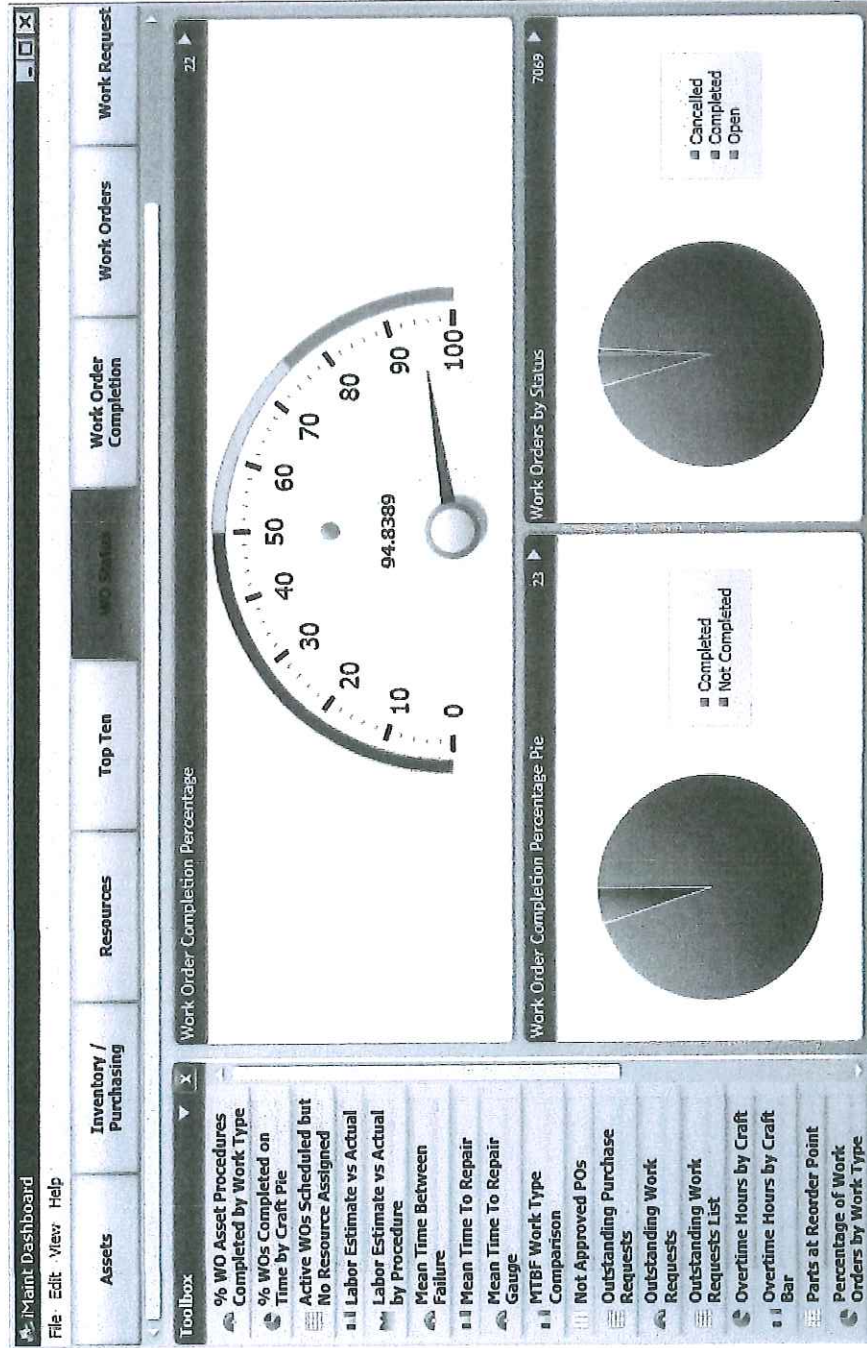 iMaint Dashboard
File Edit View Help
Assets
Inventory /
Purchasing
Resources
Top Ten
WO Status
Work Order
Completion
Work Orders
Work Request
Toolbox
% WO Asset Procedures
Completed by Work Type
% WOs Completed on
Time by Craft Pie
Active WOs Scheduled but
No Resource Assigned
Labor Estimate vs Actual
Labor Estimate vs Actual
by Procedure
Mean Time Between
Failure
Mean Time To Repair
Mean Time To Repair
Gauge
MTBF Work Type
Comparison
Not Approved POs
Outstanding Purchase
Requests
Outstanding Work
Requests
Outstanding Work
Requests List
Overtime Hours by Craft
Overtime Hours by Craft
Bar
Parts at Reorder Point
Percentage of Work
Orders by Work Type
Work Order Completion Percentage
22
0
10
20
30
40
50
60
70
80
90
100
94.8389
Work Order Completion Percentage Pie
23
Completed
Not Completed
Work Orders by Status
7069
Cancelled
Completed
Open